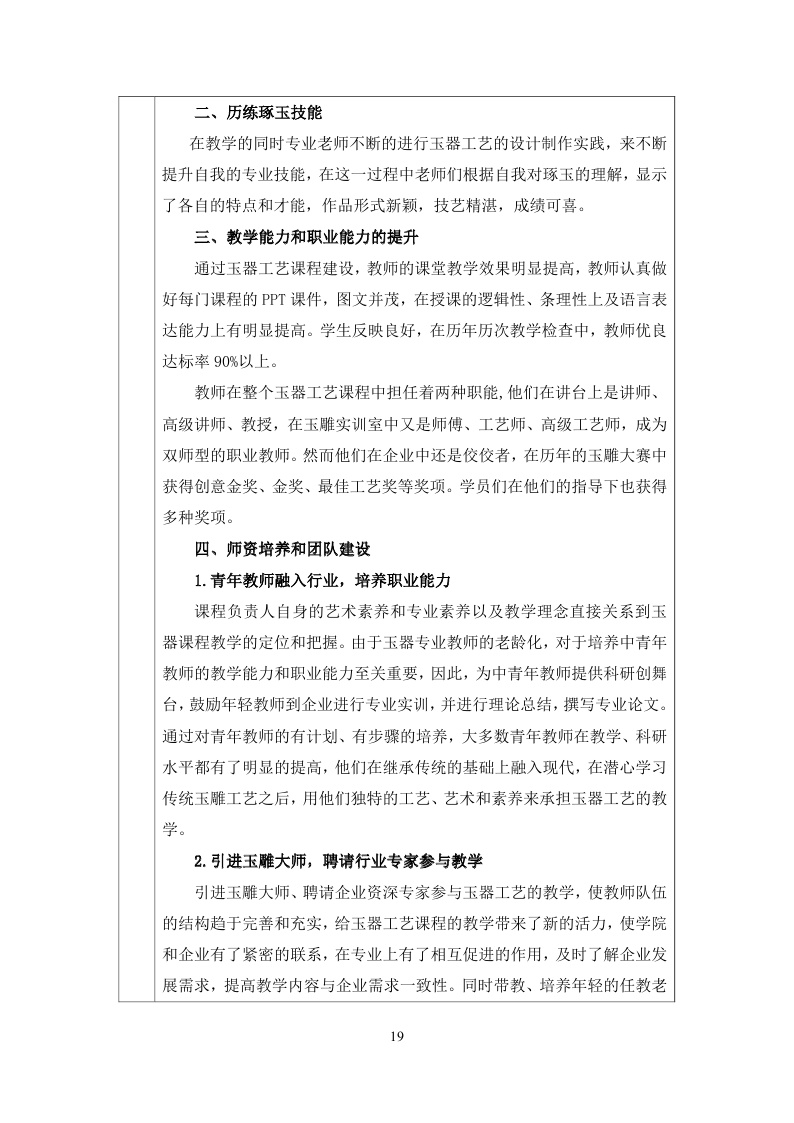 二、历练琢玉技能
在教学的同时专业老师不断的进行玉器工艺的设计制作实践，来不断
提升自我的专业技能，在这一过程中老师们根据自我对琢玉的理解，显示
了各自的特点和才能，作品形式新颖，技艺精湛，成绩可喜。
三、教学能力和职业能力的提升
通过玉器工艺课程建设，教师的课堂教学效果明显提高，教师认真做
好每门课程的 PPT 课件，图文并茂，在授课的逻辑性、条理性上及语言表
达能力上有明显提高。学生反映良好，在历年历次教学检查中，教师优良
达标率 90%以上。
教师在整个玉器工艺课程中担任着两种职能,他们在讲台上是讲师、
高级讲师、教授，在玉雕实训室中又是师傅、工艺师、高级工艺师，成为
双师型的职业教师。然而他们在企业中还是佼佼者，在历年的玉雕大赛中
获得创意金奖、金奖、最佳工艺奖等奖项。学员们在他们的指导下也获得
多种奖项。
四、师资培养和团队建设
1.青年教师融入行业，培养职业能力
课程负责人自身的艺术素养和专业素养以及教学理念直接关系到玉
器课程教学的定位和把握。由于玉器专业教师的老龄化，对于培养中青年
教师的教学能力和职业能力至关重要，因此，为中青年教师提供科研创舞
台，鼓励年轻教师到企业进行专业实训，并进行理论总结，撰写专业论文。
通过对青年教师的有计划、有步骤的培养，大多数青年教师在教学、科研
水平都有了明显的提高，他们在继承传统的基础上融入现代，在潜心学习
传统玉雕工艺之后，用他们独特的工艺、艺术和素养来承担玉器工艺的教
学。
2.引进玉雕大师，聘请行业专家参与教学
引进玉雕大师、聘请企业资深专家参与玉器工艺的教学，使教师队伍
的结构趋于完善和充实，给玉器工艺课程的教学带来了新的活力，使学院
和企业有了紧密的联系，在专业上有了相互促进的作用，及时了解企业发
展需求，提高教学内容与企业需求一致性。同时带教、培养年轻的任教老
19